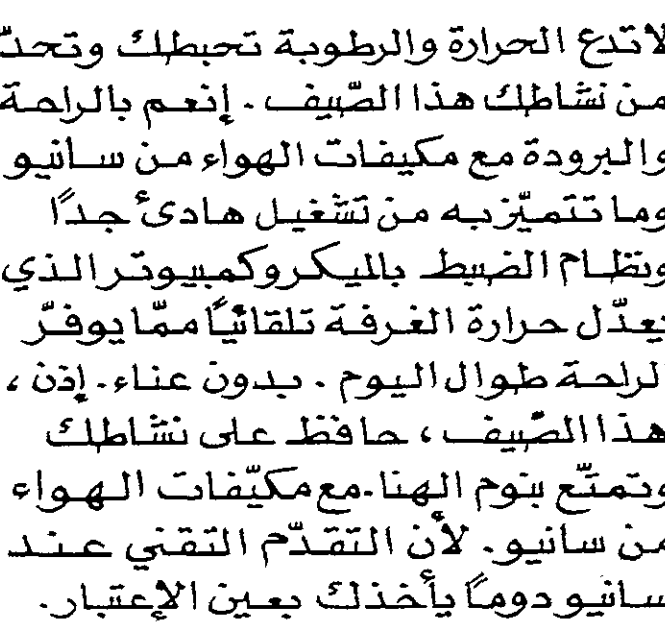 لاتدع الحرارة والرطوبة تحبطك وتحدّ
من نشاطك هذا الصّيف . إنعم بالراحة
والبرودة مع مكيفات الهواء من سانيو
وما تتميّز به من تشغيل هادئ جدًا
ونظام الضبط بالميكروكمبيوتر الذي
يعدّل حرارة الغرفة تلقائيًا ممّا يوفرّ
الراحة طوال اليوم . بدون عناء . إذن ،
هذا الصّيف ، حافظ على نشاطك
وتمتّع بنوم الهنا . مع مكيّفات الهواء
من سانيو . لأن التقدّم التقني عند
سانيو دومًا يأخذك بعين الإعتبار .